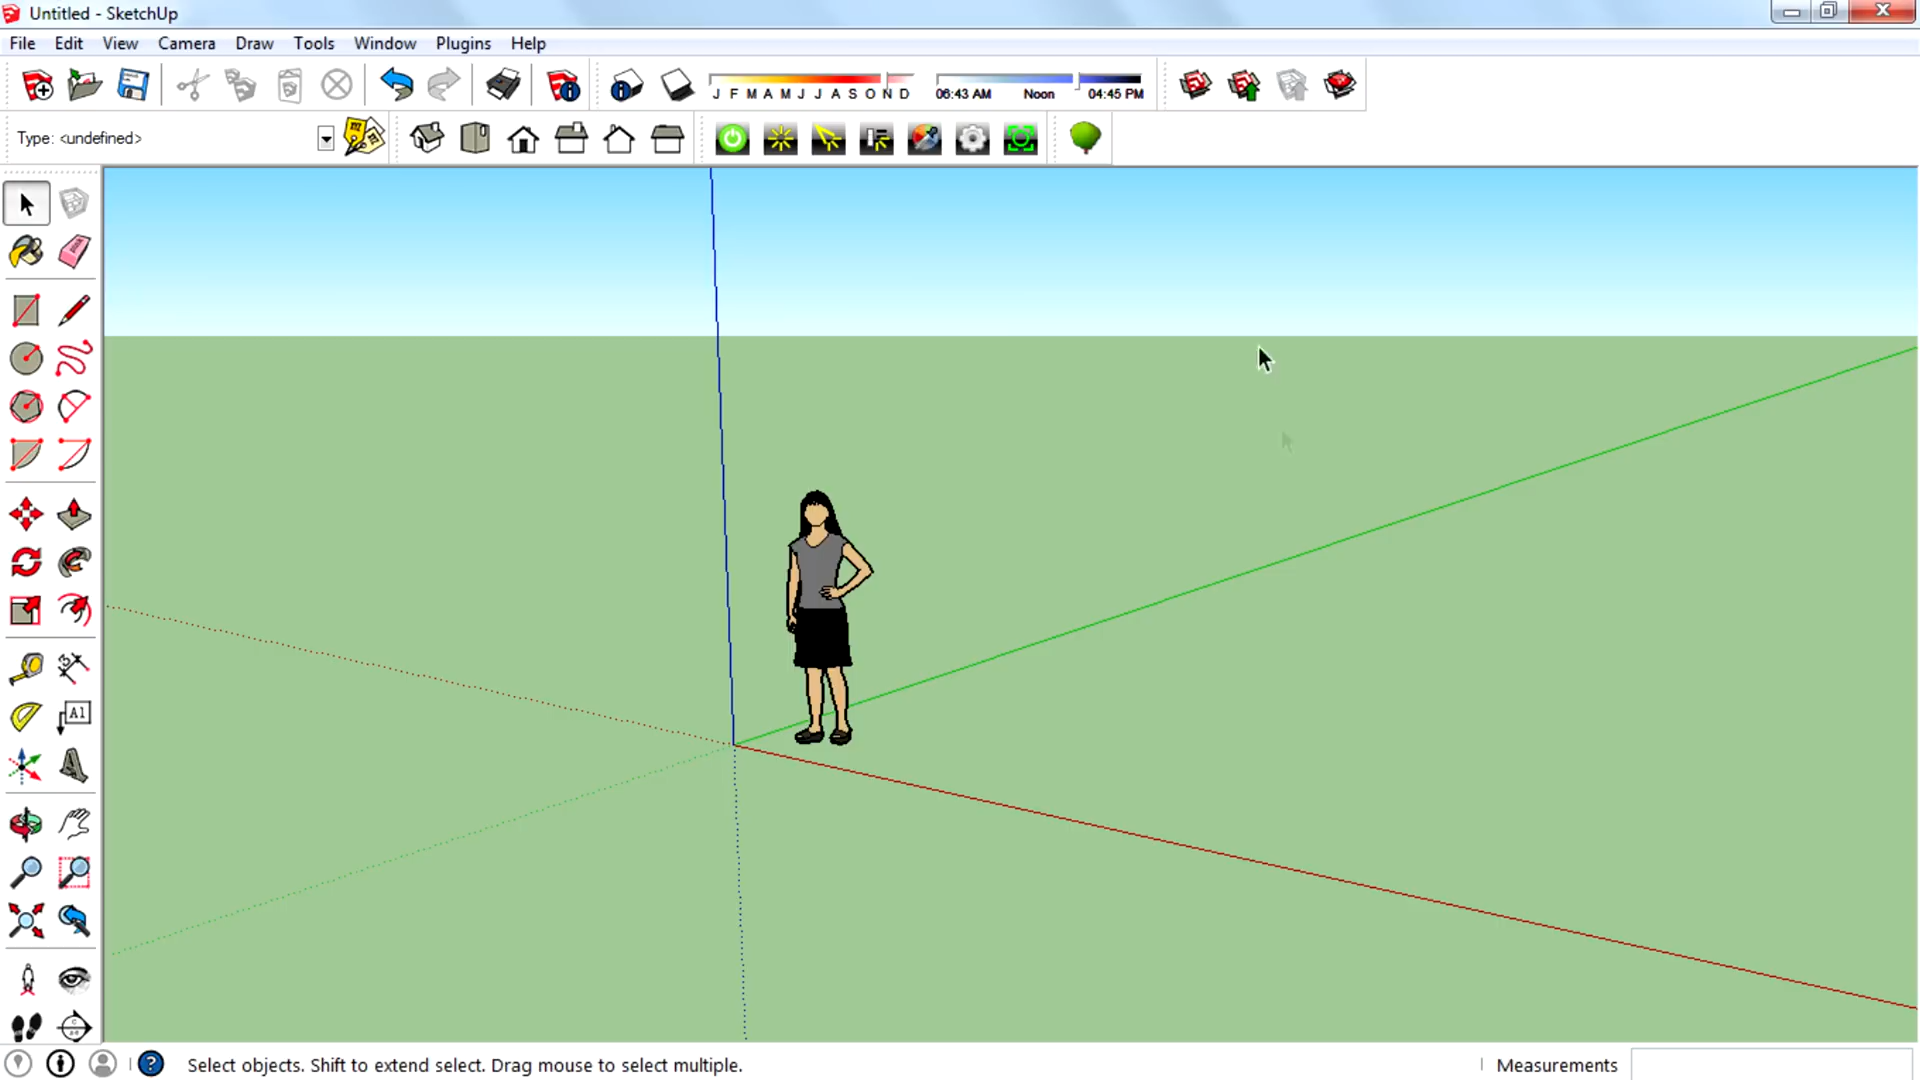 Untitled - SketchUp
File Edit View Camera Draw Tools Window Plugins Help
J F M A M J J A S O N D 06:43 AM Noon 04:45 PM
Type: <undefined>
A1
Select objects. Shift to extend select. Drag mouse to select multiple. Measurements